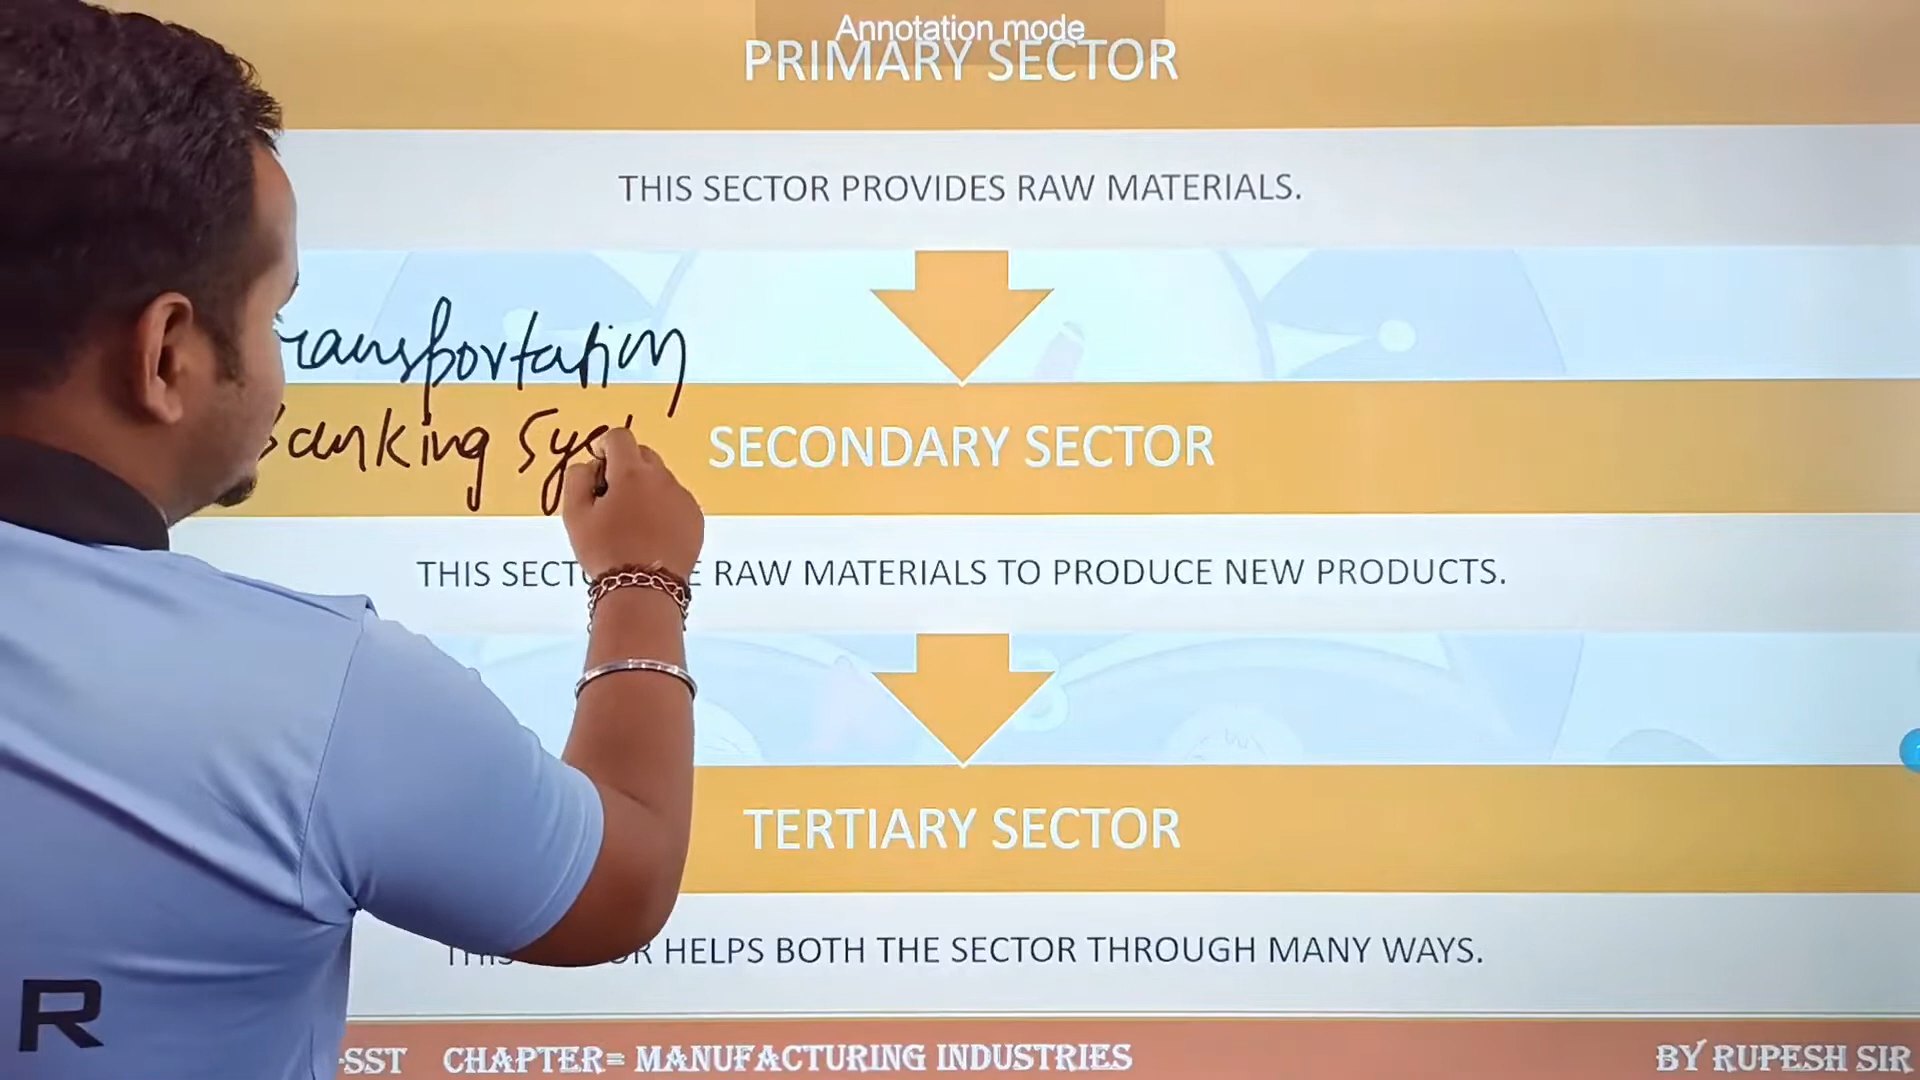 Annotation mode
PRIMARY SECTOR
THIS SECTOR PROVIDES RAW MATERIALS.
ransportation
anking Sys
SECONDARY SECTOR
THIS SECT E RAW MATERIALS TO PRODUCE NEW PRODUCTS.
TERTIARY SECTOR
THIS R HELPS BOTH THE SECTOR THROUGH MANY WAYS.
R
-SST CHAPTER= MANUFACTURING INDUSTRIES
BY RUPESH SIR